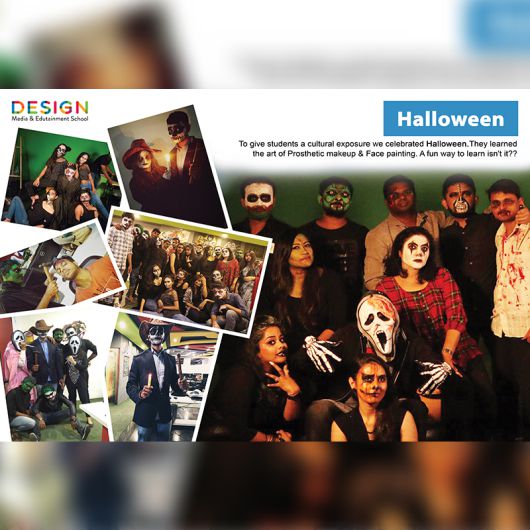 DESIGN
Media & Edutainment School
Halloween
To give students a cultural exposure we celebrated Halloween.They learned
the art of Prosthetic makeup & Face painting. A fun way to learn isn't it??